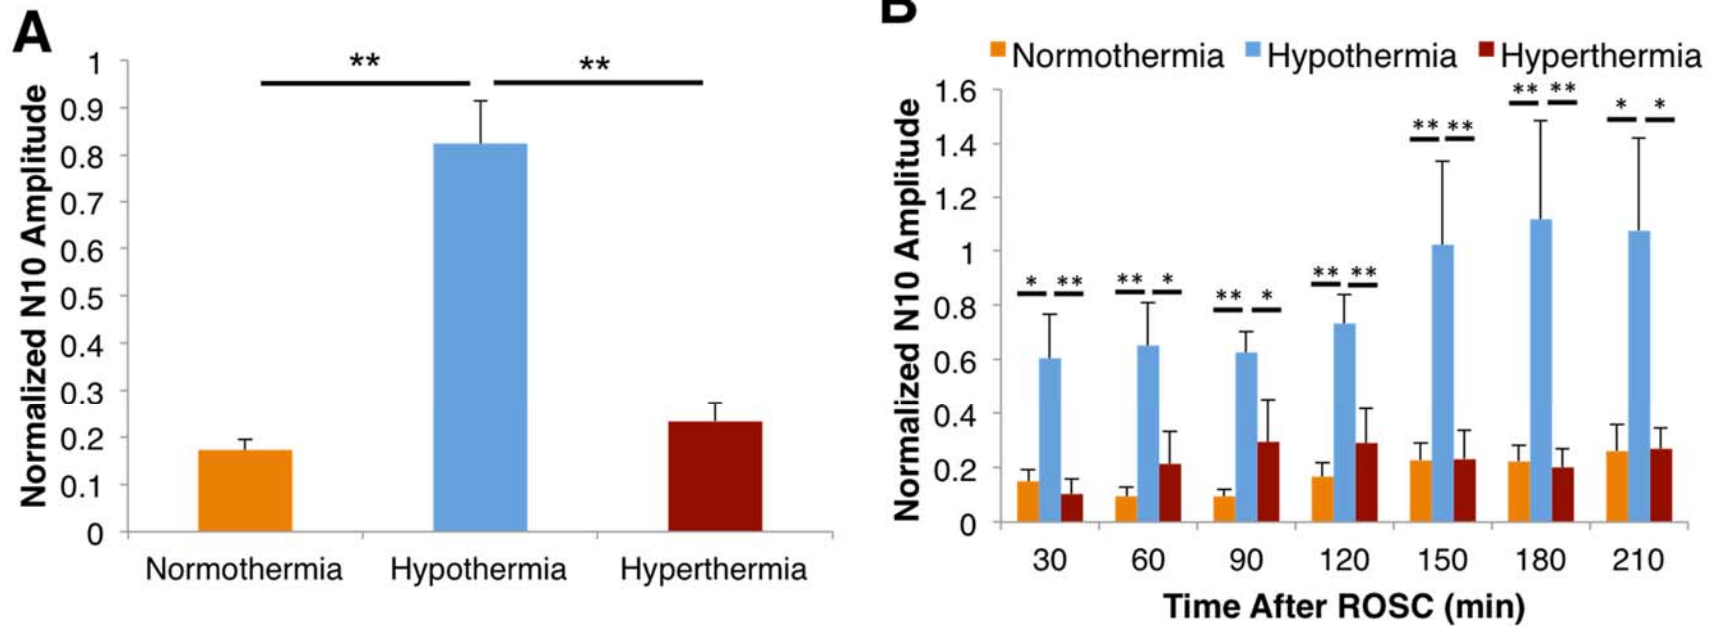 A
Normalized N10 Amplitude
1
0.9
0.8
0.7
0.6
0.5
0.4
0.3
0.2
0.1
0
** **
Normothermia Hypothermia Hyperthermia
B
Normothermia Hypothermia Hyperthermia
Normalized N10 Amplitude
1.6
1.4
1.2
1
0.8
0.6
0.4
0.2
0
* ** ** * ** * ** ** ** ** ** ** * *
30 60 90 120 150 180 210
Time After ROSC (min)